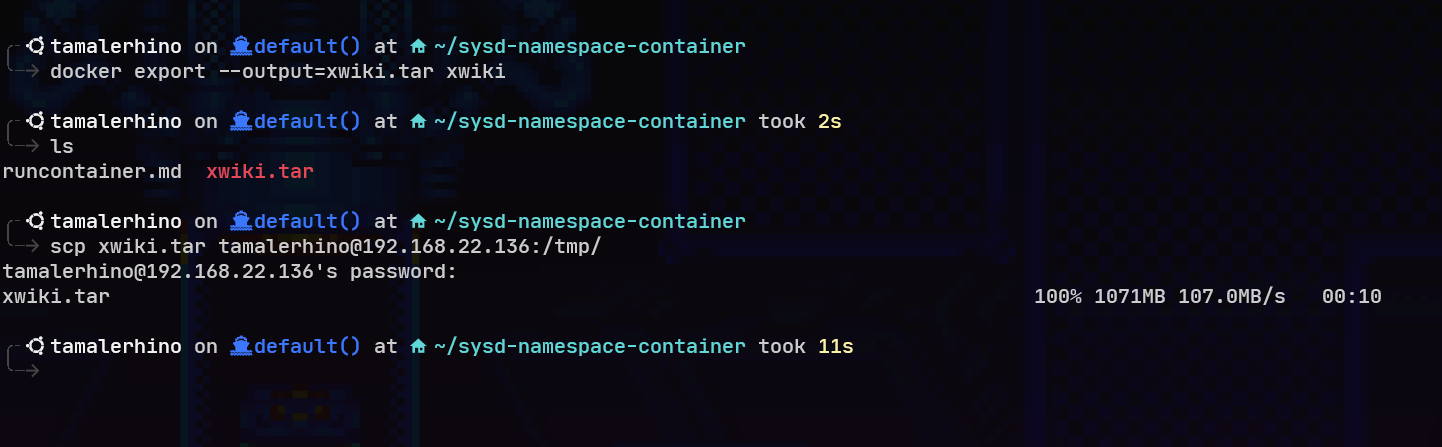 tamalerhino on default() at ~/sysd-namespace-container
docker export --output=xwiki.tar xwiki
tamalerhino on default() at ~/sysd-namespace-container took 2s
ls
runcontainer.md  xwiki.tar
tamalerhino on default() at ~/sysd-namespace-container
scp xwiki.tar tamalerhino@192.168.22.136:/tmp/
tamalerhino@192.168.22.136's password:
xwiki.tar 100% 1071MB 107.0MB/s 00:10
tamalerhino on default() at ~/sysd-namespace-container took 11s